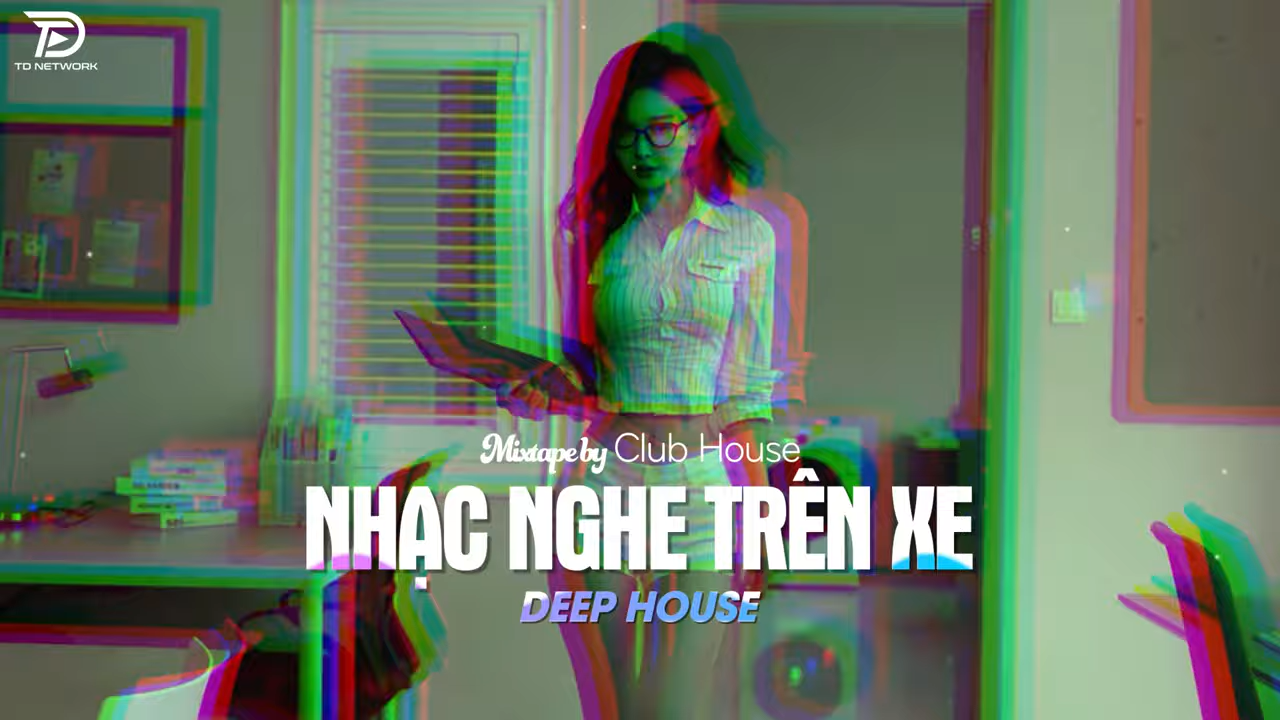 TD NETWORK
Mixtape by Club House
NHẠC NGHE TRÊN XE
DEEP HOUSE